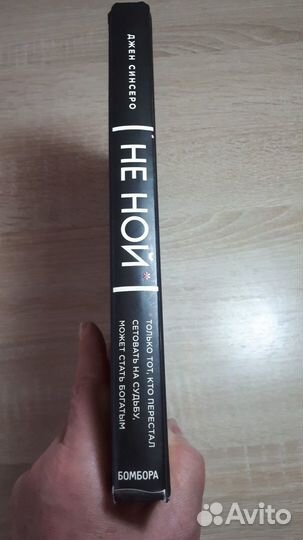 ДЖЕН СИНСЕРО
НЕ НОЙ*
ТОЛЬКО ТОТ, КТО ПЕРЕСТАЛ
СЕТОВАТЬ НА СУДЬБУ,
МОЖЕТ СТАТЬ БОГАТЫМ
БОМБОРА
Avito